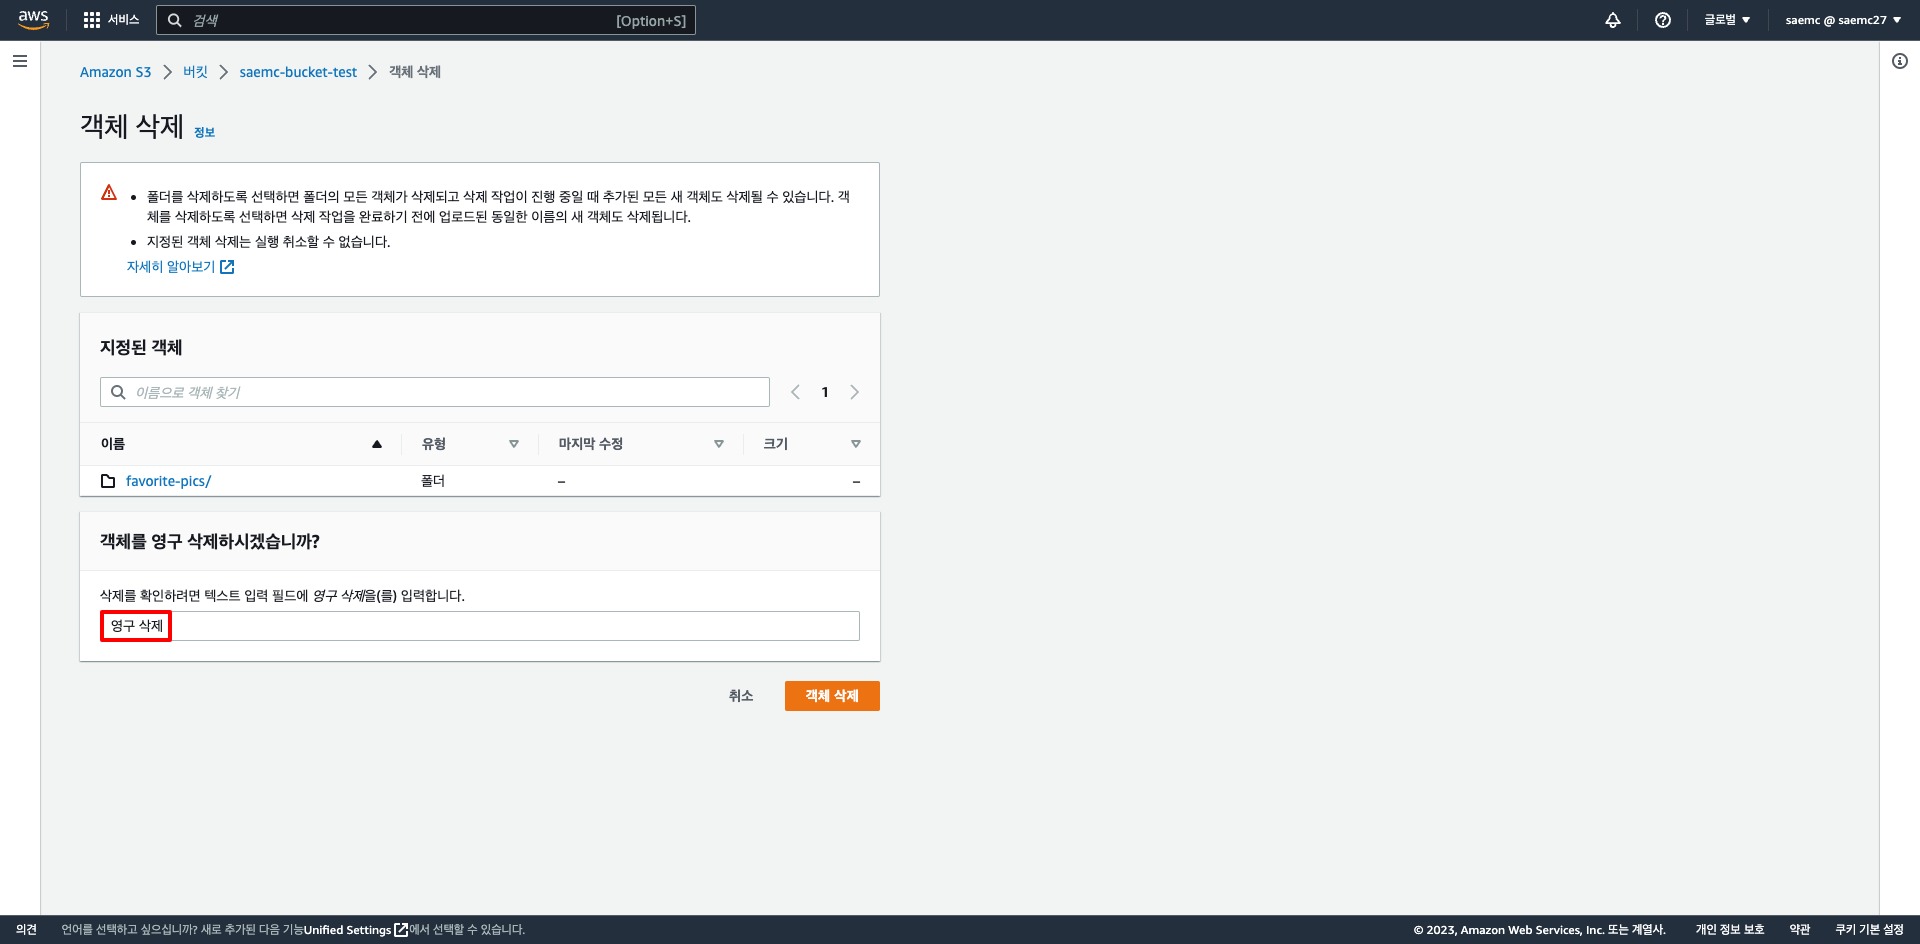 aws
서비스
검색
[Option+S]
글로벌
saemc @ saemc27
Amazon S3
버킷
saemc-bucket-test
객체 삭제
객체 삭제 정보
폴더를 삭제하도록 선택하면 폴더의 모든 객체가 삭제되고 삭제 작업이 진행 중일 때 추가된 모든 새 객체도 삭제될 수 있습니다. 객
체를 삭제하도록 선택하면 삭제 작업을 완료하기 전에 업로드된 동일한 이름의 새 객체도 삭제됩니다.
지정된 객체 삭제는 실행 취소할 수 없습니다.
자세히 알아보기
지정된 객체
이름으로 객체 찾기
1
이름
유형
마지막 수정
크기
favorite-pics/
폴더
–
–
객체를 영구 삭제하시겠습니까?
삭제를 확인하려면 텍스트 입력 필드에 영구 삭제을(를) 입력합니다.
영구 삭제
취소
객체 삭제
의견
언어를 선택하고 싶으십니까? 새로 추가된 다음 기능Unified Settings에서 선택할 수 있습니다.
© 2023, Amazon Web Services, Inc. 또는 계열사.
개인 정보 보호
약관
쿠키 기본 설정